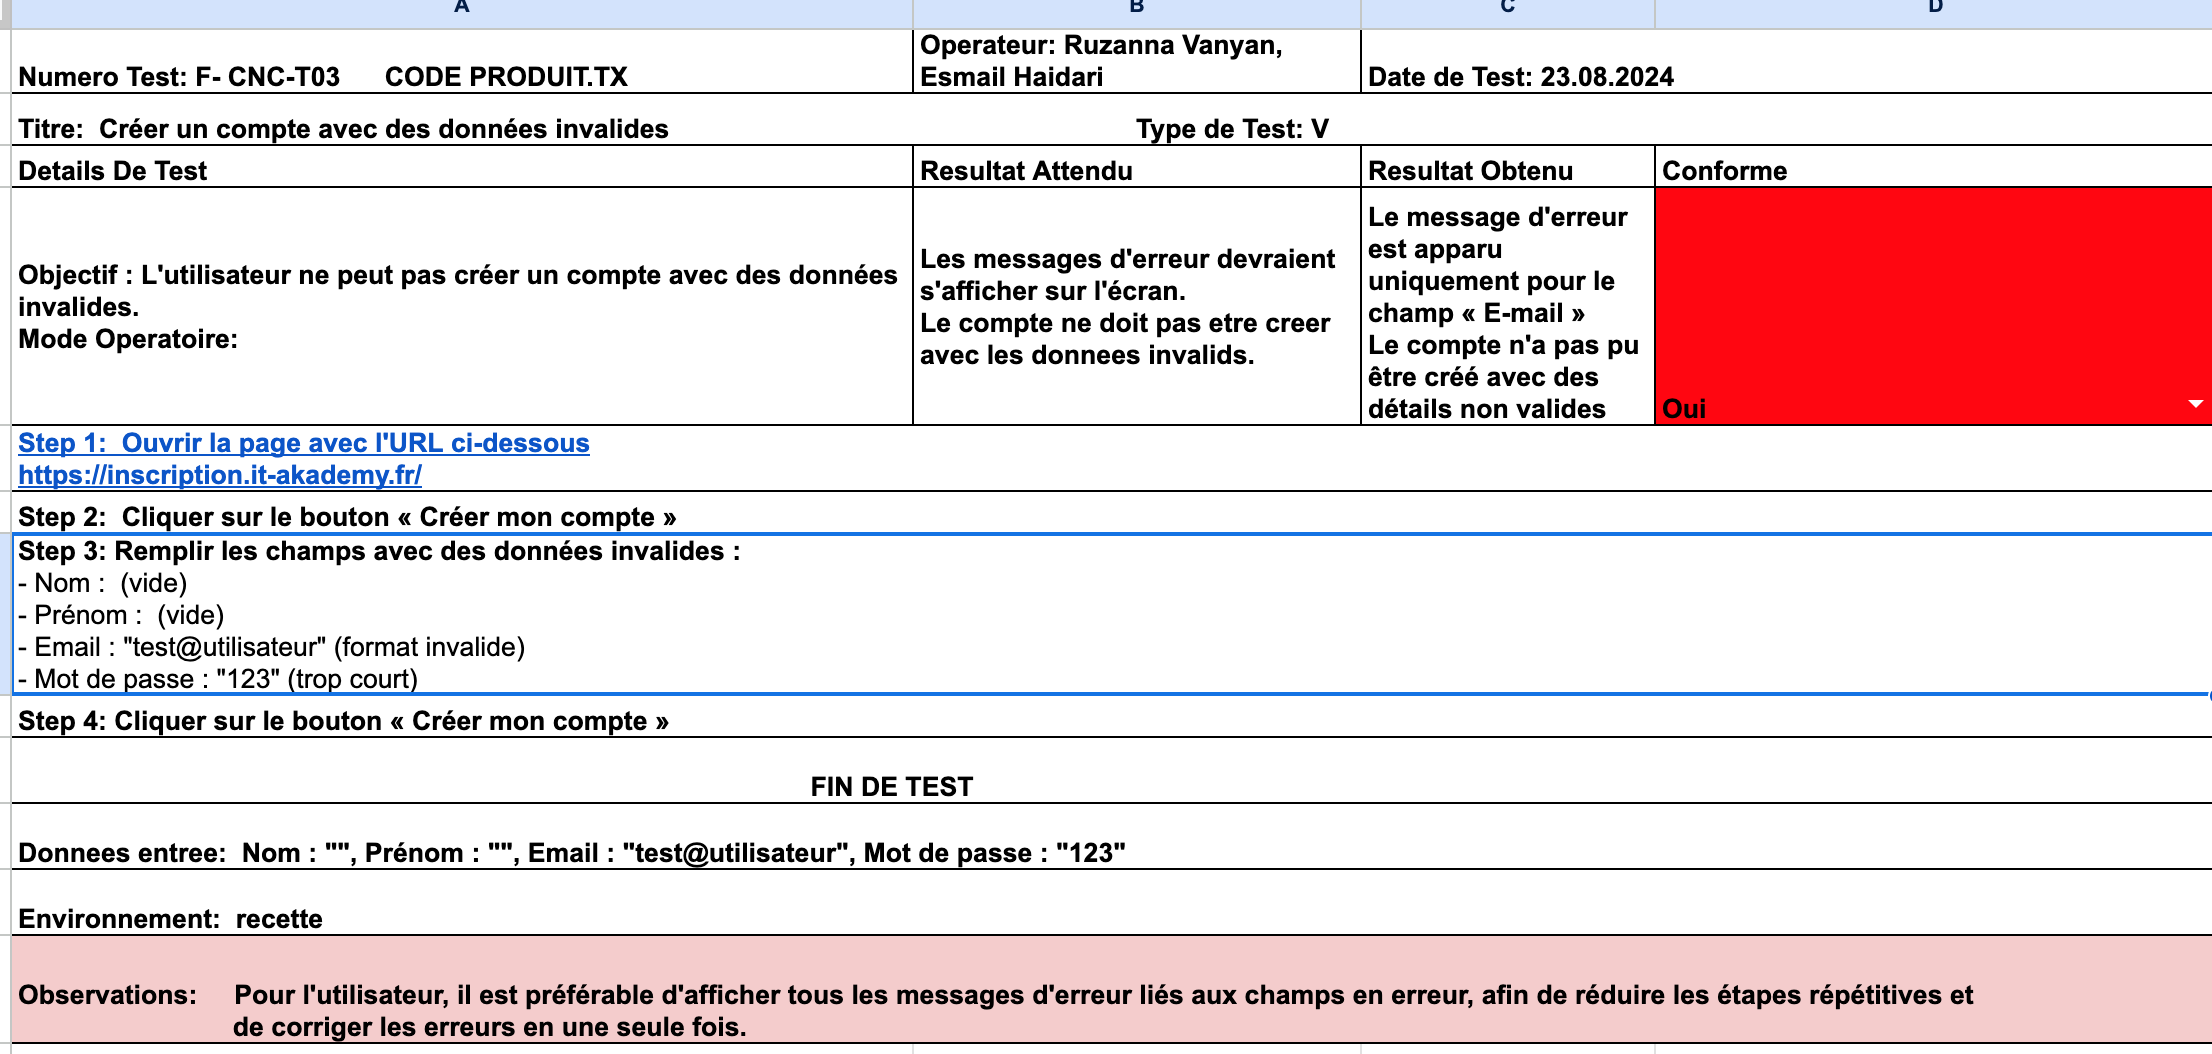 A B C D
Numero Test: F- CNC-T03 CODE PRODUIT.TX
Operateur: Ruzanna Vanyan,
Esmail Haidari
Date de Test: 23.08.2024
Titre: Créer un compte avec des données invalides
Type de Test: V
Details De Test
Resultat Attendu
Resultat Obtenu
Conforme
Objectif : L'utilisateur ne peut pas créer un compte avec des données
invalides.
Mode Operatoire:
Les messages d'erreur devraient
s'afficher sur l'écran.
Le compte ne doit pas etre creer
avec les donnees invalids.
Le message d'erreur
est apparu
uniquement pour le
champ « E-mail »
Le compte n'a pas pu
être créé avec des
détails non valides
Oui
Step 1: Ouvrir la page avec l'URL ci-dessous
https://inscription.it-akademy.fr/
Step 2: Cliquer sur le bouton « Créer mon compte »
Step 3: Remplir les champs avec des données invalides :
- Nom : (vide)
- Prénom : (vide)
- Email : "test@utilisateur" (format invalide)
- Mot de passe : "123" (trop court)
Step 4: Cliquer sur le bouton « Créer mon compte »
FIN DE TEST
Donnees entree: Nom : "", Prénom : "", Email : "test@utilisateur", Mot de passe : "123"
Environnement: recette
Observations: Pour l'utilisateur, il est préférable d'afficher tous les messages d'erreur liés aux champs en erreur, afin de réduire les étapes répétitives et
de corriger les erreurs en une seule fois.